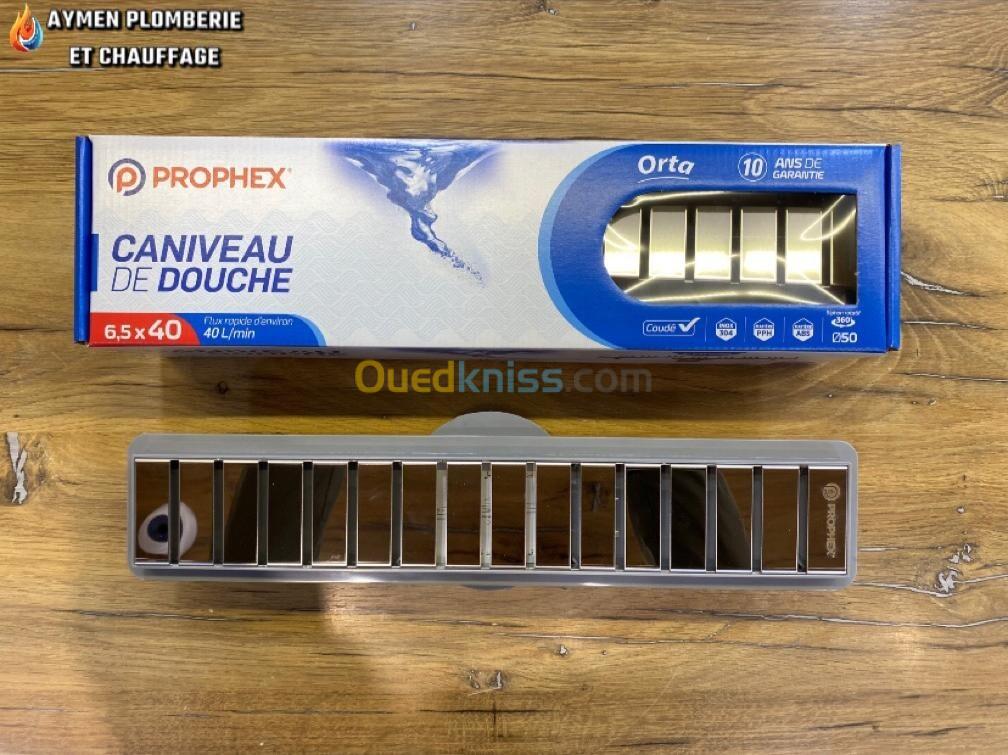 AYMEN PLOMBERIE
ET CHAUFFAGE
PROPHEX
CANIVEAU
DE DOUCHE
6,5 x 40
Flux rapide d'environ
40 L/min
Orta
10 ANS DE
GARANTIE
Coudé
INOX
304
PPH
ABS
360°
Ø50
Ouedkniss.com
PROPHEX